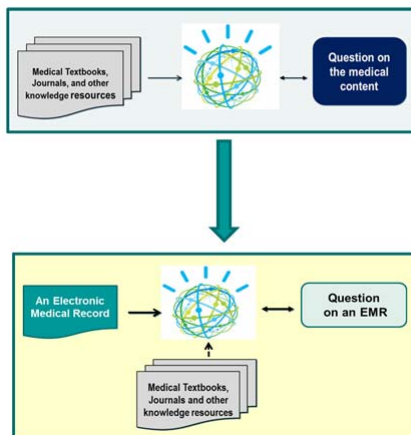 Medical Textbooks,
Journals, and other
knowledge resources
Question on
the medical
content
An Electronic
Medical Record
Question
on an EMR
Medical Textbooks,
Journals and other
knowledge resources